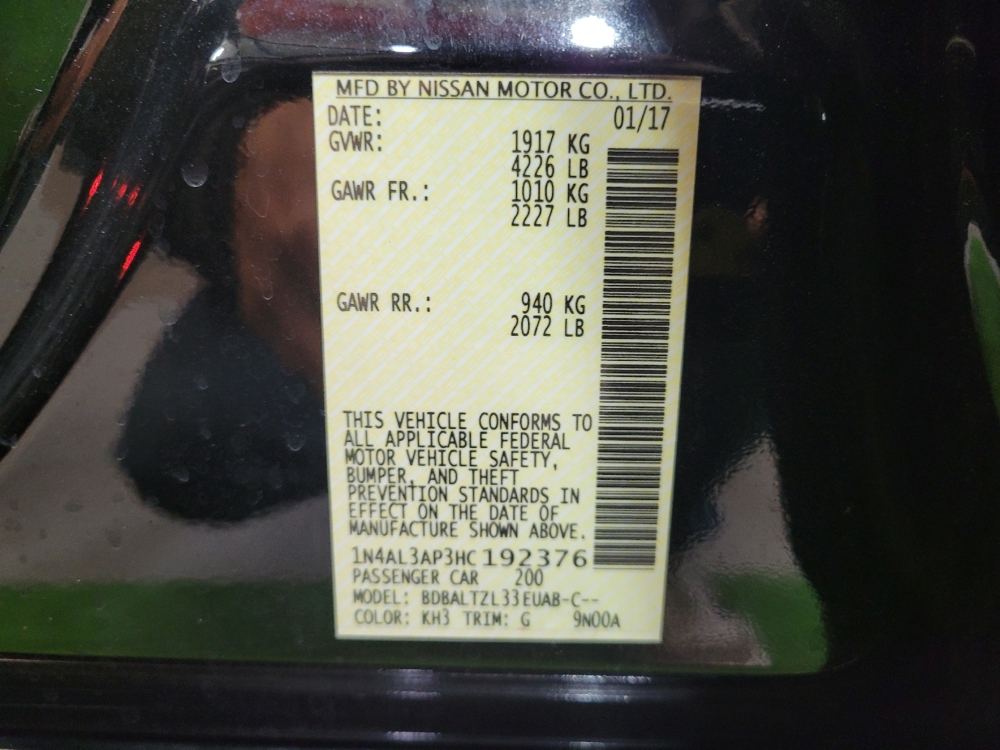 MFD BY NISSAN MOTOR CO., LTD.
DATE: 01/17
GVWR: 1917 KG
4226 LB
GAWR FR.: 1010 KG
2227 LB
GAWR RR.: 940 KG
2072 LB
THIS VEHICLE CONFORMS TO
ALL APPLICABLE FEDERAL
MOTOR VEHICLE SAFETY,
BUMPER, AND THEFT
PREVENTION STANDARDS IN
EFFECT ON THE DATE OF
MANUFACTURE SHOWN ABOVE.
1N4AL3AP3HC192376
PASSENGER CAR 200
MODEL: BDBALTZL33EUAB-C--
COLOR: KH3 TRIM: G 9N00A